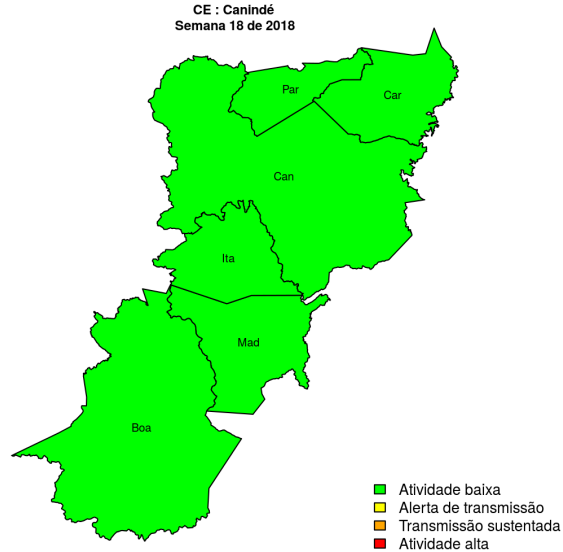 CE : Canindé
Semana 18 de 2018
Par
Car
Can
Ita
Mad
Boa
Atividade baixa
Alerta de transmissão
Transmissão sustentada
Atividade alta